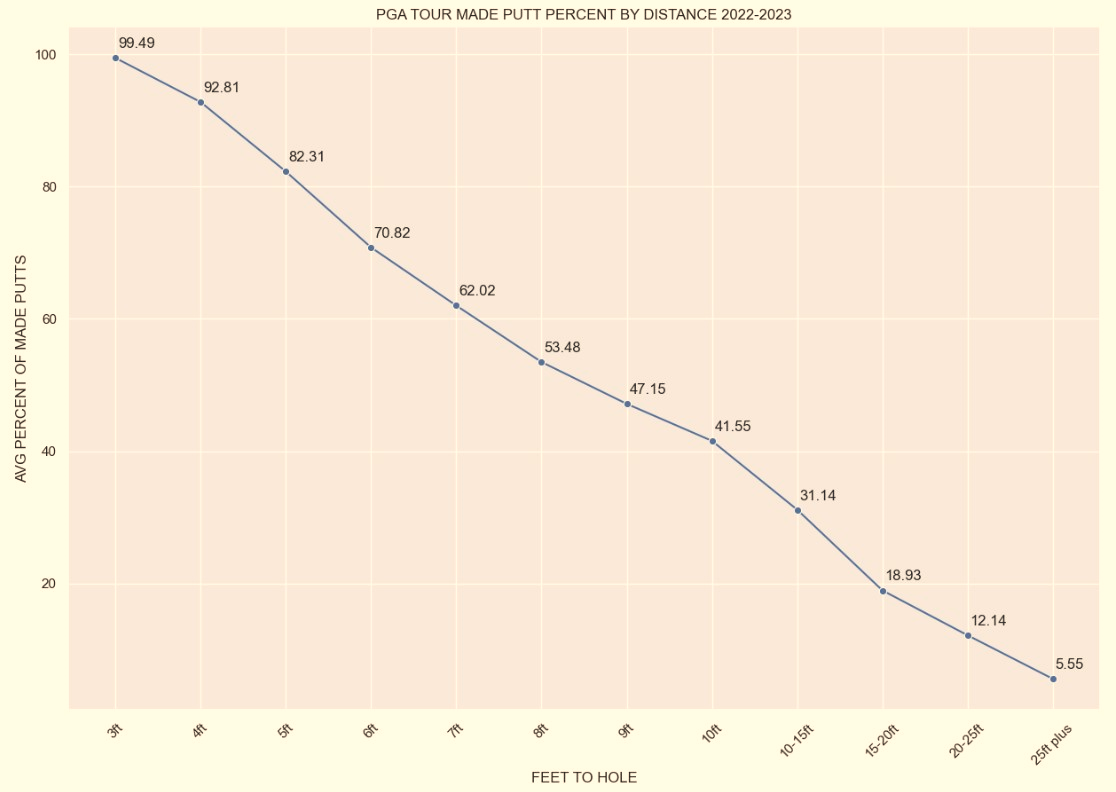 PGA TOUR MADE PUTT PERCENT BY DISTANCE 2022-2023
AVG PERCENT OF MADE PUTTS
100
80
60
40
20
99.49
92.81
82.31
70.82
62.02
53.48
47.15
41.55
31.14
18.93
12.14
5.55
3ft
4ft
5ft
6ft
7ft
8ft
9ft
10ft
10-15ft
15-20ft
20-25ft
25ft plus
FEET TO HOLE